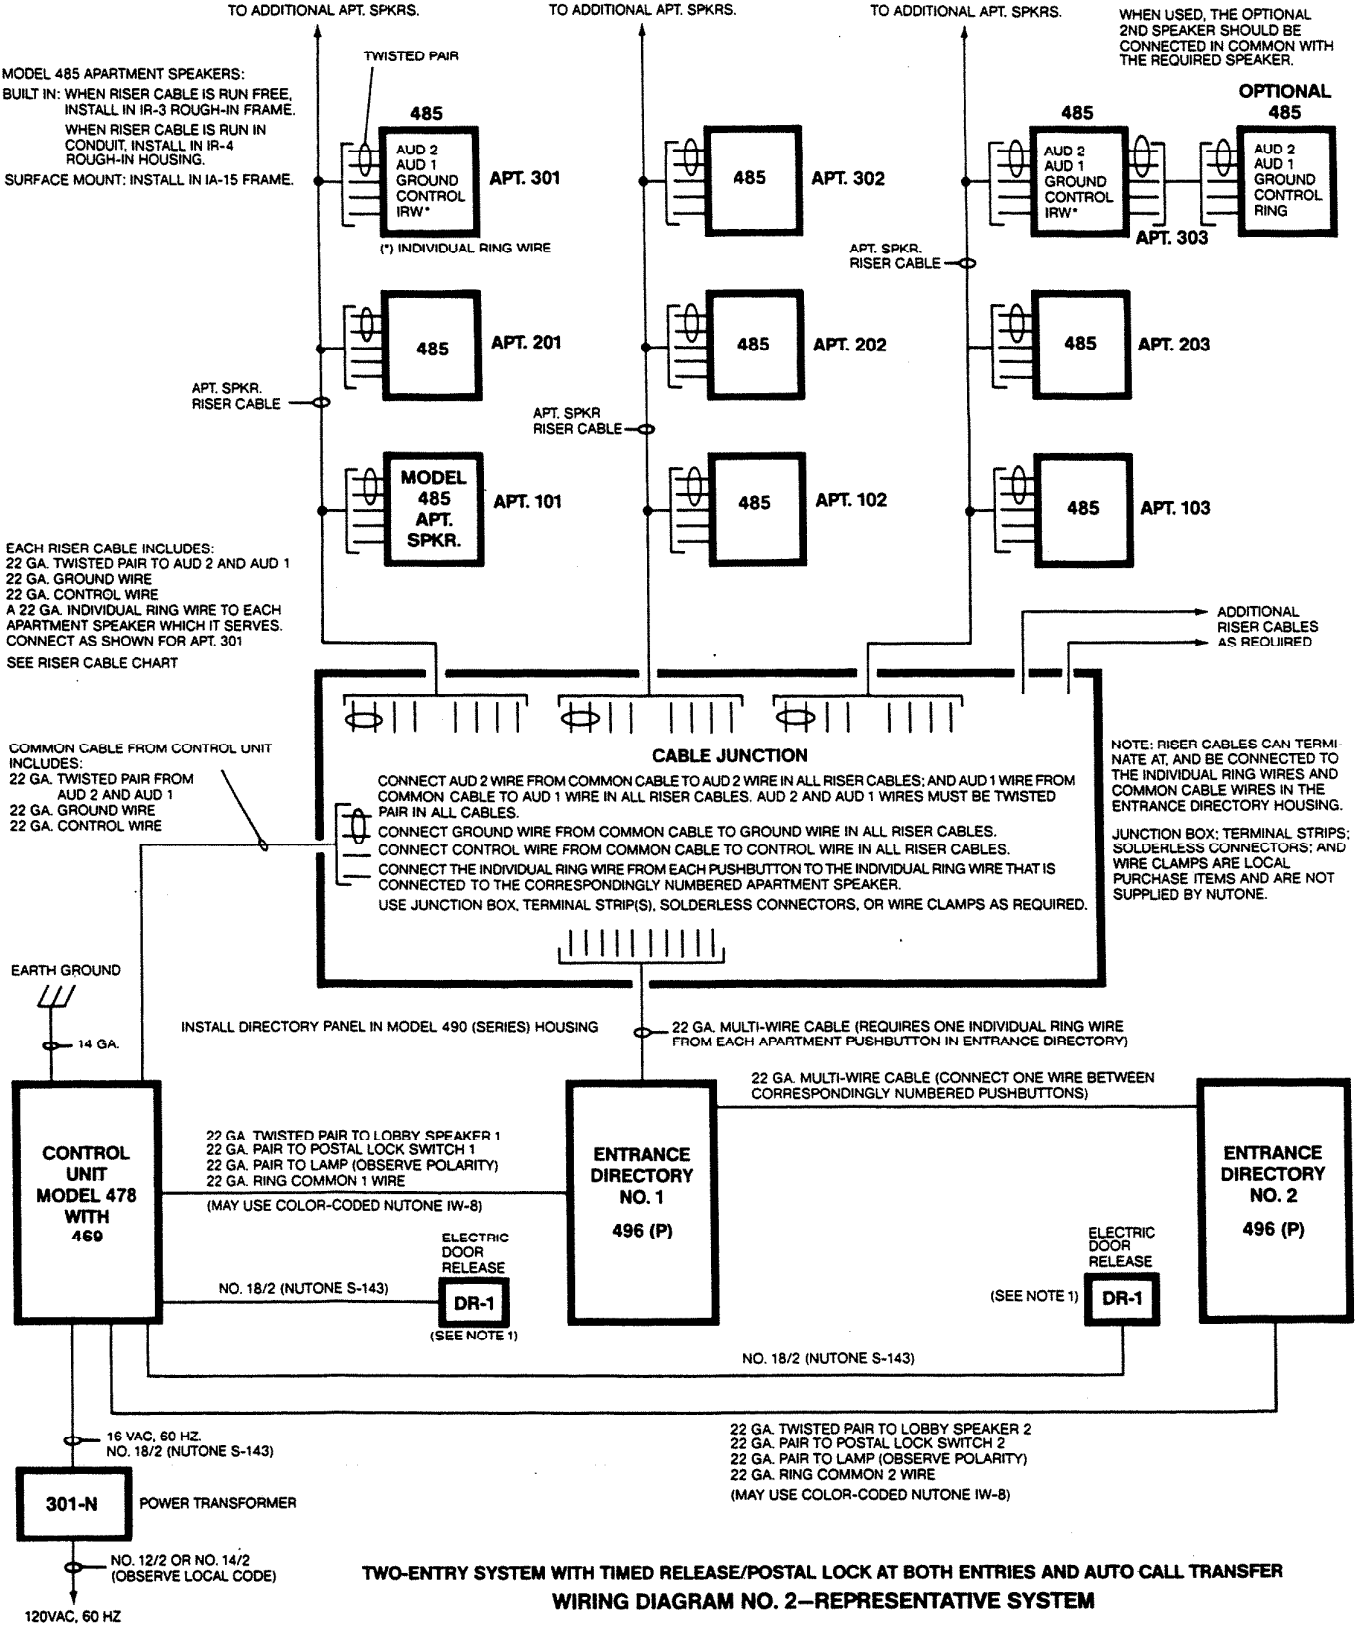 TO ADDITIONAL APT. SPKRS.
TO ADDITIONAL APT. SPKRS.
TO ADDITIONAL APT. SPKRS.
WHEN USED, THE OPTIONAL
2ND SPEAKER SHOULD BE
CONNECTED IN COMMON WITH
THE REQUIRED SPEAKER.
TWISTED PAIR
MODEL 485 APARTMENT SPEAKERS:
BUILT IN: WHEN RISER CABLE IS RUN FREE,
INSTALL IN IR-3 ROUGH-IN FRAME.
WHEN RISER CABLE IS RUN IN
CONDUIT, INSTALL IN IR-4
ROUGH-IN HOUSING.
SURFACE MOUNT: INSTALL IN IA-15 FRAME.
485
AUD 2
AUD 1
GROUND
CONTROL
IRW*
APT. 301
(*) INDIVIDUAL RING WIRE
485
APT. 302
485
AUD 2
AUD 1
GROUND
CONTROL
IRW*
APT. 303
OPTIONAL
485
AUD 2
AUD 1
GROUND
CONTROL
RING
APT. SPKR.
RISER CABLE
485
APT. 201
485
APT. 202
485
APT. 203
APT. SPKR.
RISER CABLE
APT. SPKR
RISER CABLE
MODEL
485
APT.
SPKR.
APT. 101
485
APT. 102
485
APT. 103
EACH RISER CABLE INCLUDES:
22 GA. TWISTED PAIR TO AUD 2 AND AUD 1
22 GA. GROUND WIRE
22 GA. CONTROL WIRE
A 22 GA. INDIVIDUAL RING WIRE TO EACH
APARTMENT SPEAKER WHICH IT SERVES.
CONNECT AS SHOWN FOR APT. 301
SEE RISER CABLE CHART
ADDITIONAL
RISER CABLES
AS REQUIRED
COMMON CABLE FROM CONTROL UNIT
INCLUDES:
22 GA. TWISTED PAIR FROM
AUD 2 AND AUD 1
22 GA. GROUND WIRE
22 GA. CONTROL WIRE
CABLE JUNCTION
CONNECT AUD 2 WIRE FROM COMMON CABLE TO AUD 2 WIRE IN ALL RISER CABLES; AND AUD 1 WIRE FROM
COMMON CABLE TO AUD 1 WIRE IN ALL RISER CABLES. AUD 2 AND AUD 1 WIRES MUST BE TWISTED
PAIR IN ALL CABLES.
CONNECT GROUND WIRE FROM COMMON CABLE TO GROUND WIRE IN ALL RISER CABLES.
CONNECT CONTROL WIRE FROM COMMON CABLE TO CONTROL WIRE IN ALL RISER CABLES.
CONNECT THE INDIVIDUAL RING WIRE FROM EACH PUSHBUTTON TO THE INDIVIDUAL RING WIRE THAT IS
CONNECTED TO THE CORRESPONDINGLY NUMBERED APARTMENT SPEAKER.
USE JUNCTION BOX, TERMINAL STRIP(S), SOLDERLESS CONNECTORS, OR WIRE CLAMPS AS REQUIRED.
NOTE: RISER CABLES CAN TERMI-
NATE AT, AND BE CONNECTED TO
THE INDIVIDUAL RING WIRES AND
COMMON CABLE WIRES IN THE
ENTRANCE DIRECTORY HOUSING.
JUNCTION BOX; TERMINAL STRIPS;
SOLDERLESS CONNECTORS; AND
WIRE CLAMPS ARE LOCAL
PURCHASE ITEMS AND ARE NOT
SUPPLIED BY NUTONE.
EARTH GROUND
14 GA.
INSTALL DIRECTORY PANEL IN MODEL 490 (SERIES) HOUSING
22 GA. MULTI-WIRE CABLE (REQUIRES ONE INDIVIDUAL RING WIRE
FROM EACH APARTMENT PUSHBUTTON IN ENTRANCE DIRECTORY)
22 GA. MULTI-WIRE CABLE (CONNECT ONE WIRE BETWEEN
CORRESPONDINGLY NUMBERED PUSHBUTTONS)
CONTROL
UNIT
MODEL 478
WITH
469
22 GA. TWISTED PAIR TO LOBBY SPEAKER 1
22 GA. PAIR TO POSTAL LOCK SWITCH 1
22 GA. PAIR TO LAMP (OBSERVE POLARITY)
22 GA. RING COMMON 1 WIRE
(MAY USE COLOR-CODED NUTONE IW-8)
ENTRANCE
DIRECTORY
NO. 1
496 (P)
ENTRANCE
DIRECTORY
NO. 2
496 (P)
ELECTRIC
DOOR
RELEASE
NO. 18/2 (NUTONE S-143)
DR-1
(SEE NOTE 1)
ELECTRIC
DOOR
RELEASE
(SEE NOTE 1)
DR-1
NO. 18/2 (NUTONE S-143)
22 GA. TWISTED PAIR TO LOBBY SPEAKER 2
22 GA. PAIR TO POSTAL LOCK SWITCH 2
22 GA. PAIR TO LAMP (OBSERVE POLARITY)
22 GA. RING COMMON 2 WIRE
(MAY USE COLOR-CODED NUTONE IW-8)
16 VAC, 60 HZ.
NO. 18/2 (NUTONE S-143)
301-N
POWER TRANSFORMER
NO. 12/2 OR NO. 14/2
(OBSERVE LOCAL CODE)
120VAC, 60 HZ
TWO-ENTRY SYSTEM WITH TIMED RELEASE/POSTAL LOCK AT BOTH ENTRIES AND AUTO CALL TRANSFER
WIRING DIAGRAM NO. 2—REPRESENTATIVE SYSTEM